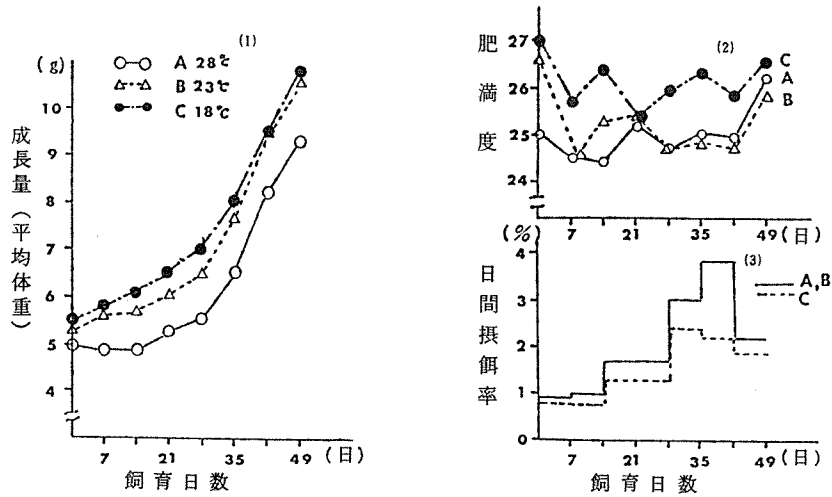 (1)
(g)
A 28℃
B 23℃
C 18℃
10
9
8
7
6
5
4
成長量（平均体重）
7 21 35 49 (日)
飼育日数
(2)
肥満度
27
26
25
24
C
A
B
7 21 35 49 (日)
(3)
(%)
日間摂餌率
4
3
2
1
0
A,B
C
7 21 35 49 (日)
飼育日数